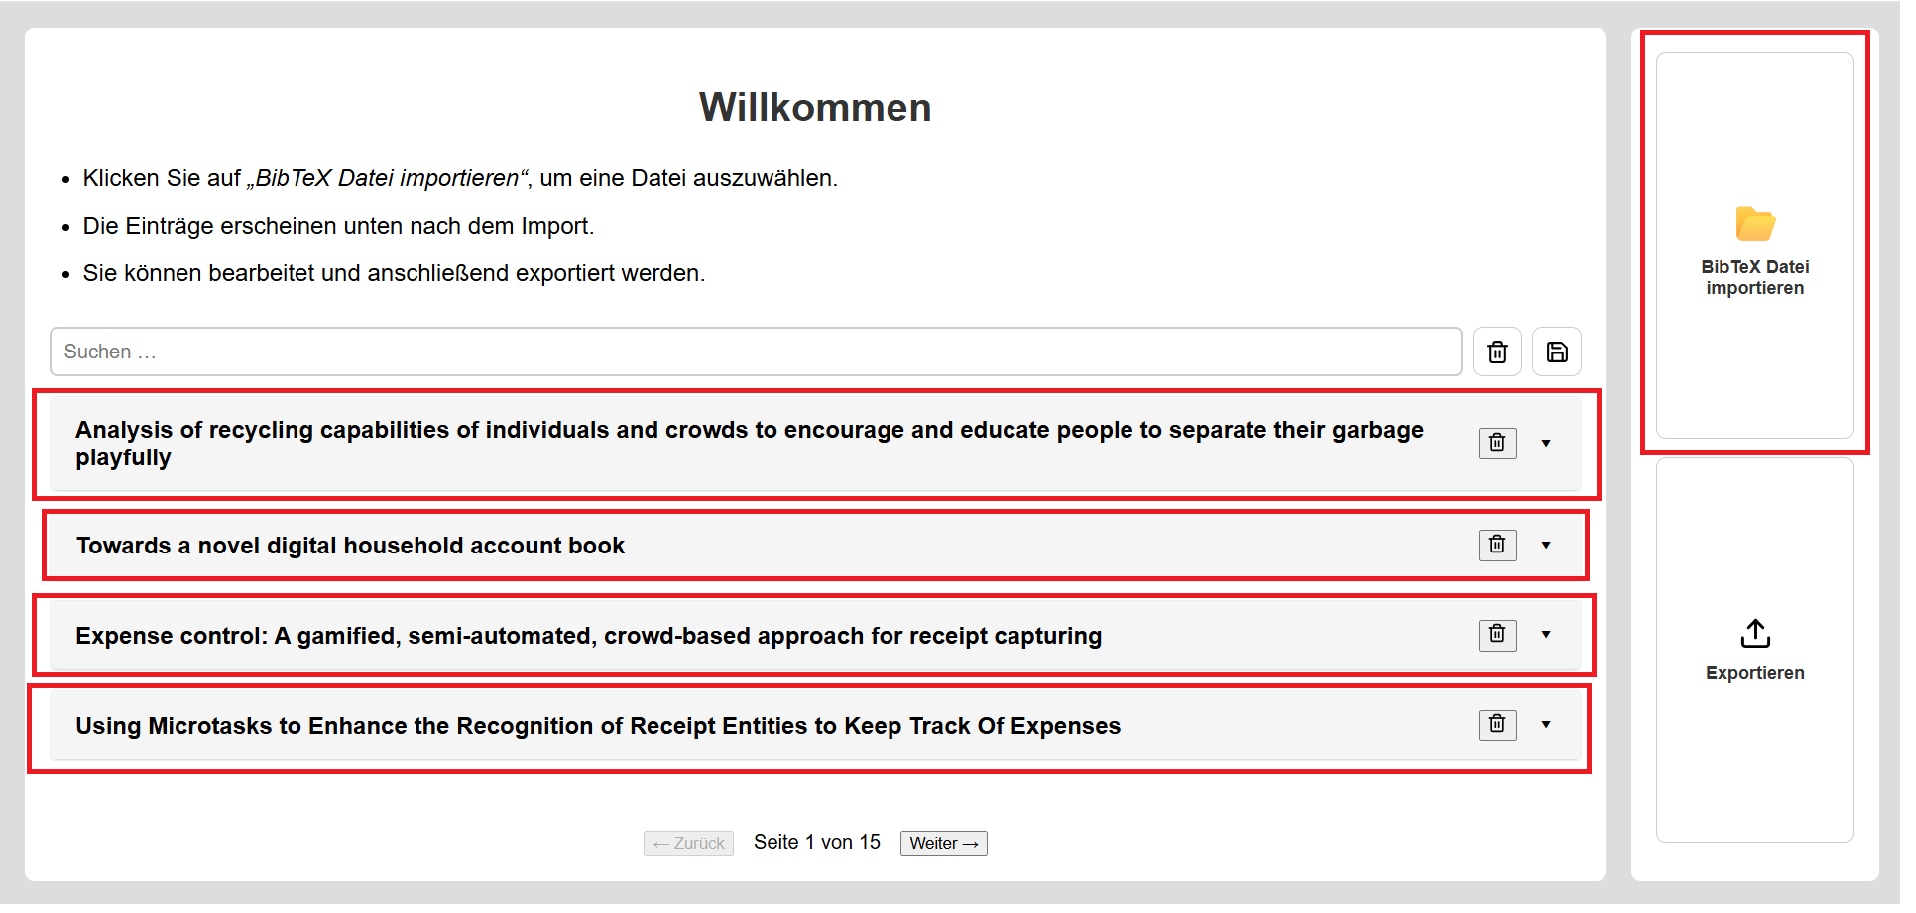 Willkommen
• Klicken Sie auf „BibTeX Datei importieren“, um eine Datei auszuwählen.
• Die Einträge erscheinen unten nach dem Import.
• Sie können bearbeitet und anschließend exportiert werden.
Suchen …
Analysis of recycling capabilities of individuals and crowds to encourage and educate people to separate their garbage
playfully
Towards a novel digital household account book
Expense control: A gamified, semi-automated, crowd-based approach for receipt capturing
Using Microtasks to Enhance the Recognition of Receipt Entities to Keep Track Of Expenses
← Zurück Seite 1 von 15 Weiter →
BibTeX Datei
importieren
Exportieren